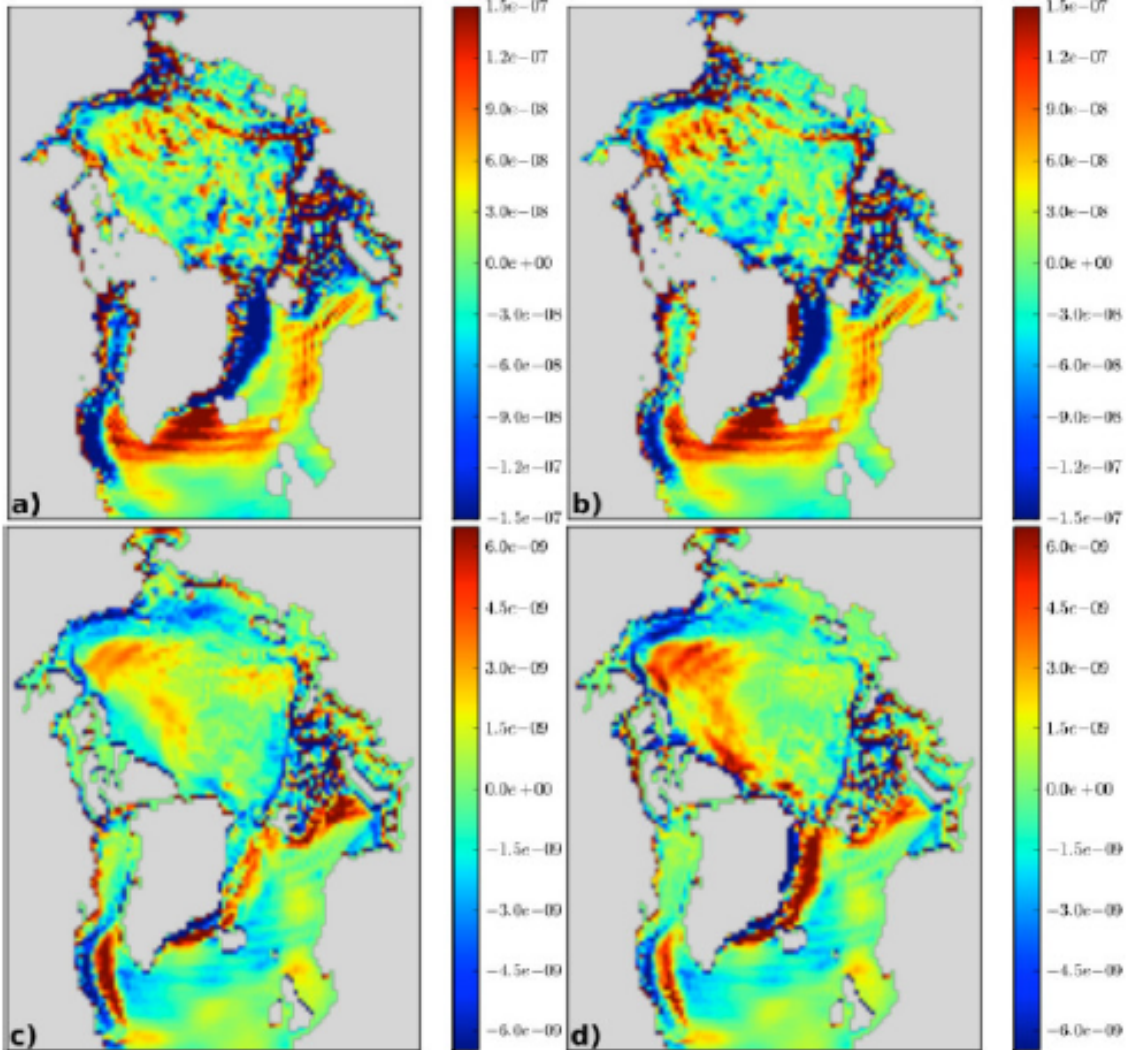 1.5e−07
1.2e−07
9.0e−08
6.0e−08
3.0e−08
0.0e+00
−3.0e−08
−6.0e−08
−9.0e−08
−1.2e−07
−1.5e−07
a)
1.5e−07
1.2e−07
9.0e−08
6.0e−08
3.0e−08
0.0e+00
−3.0e−08
−6.0e−08
−9.0e−08
−1.2e−07
−1.5e−07
b)
6.0e−09
4.5e−09
3.0e−09
1.5e−09
0.0e+00
−1.5e−09
−3.0e−09
−4.5e−09
−6.0e−09
c)
6.0e−09
4.5e−09
3.0e−09
1.5e−09
0.0e+00
−1.5e−09
−3.0e−09
−4.5e−09
−6.0e−09
d)